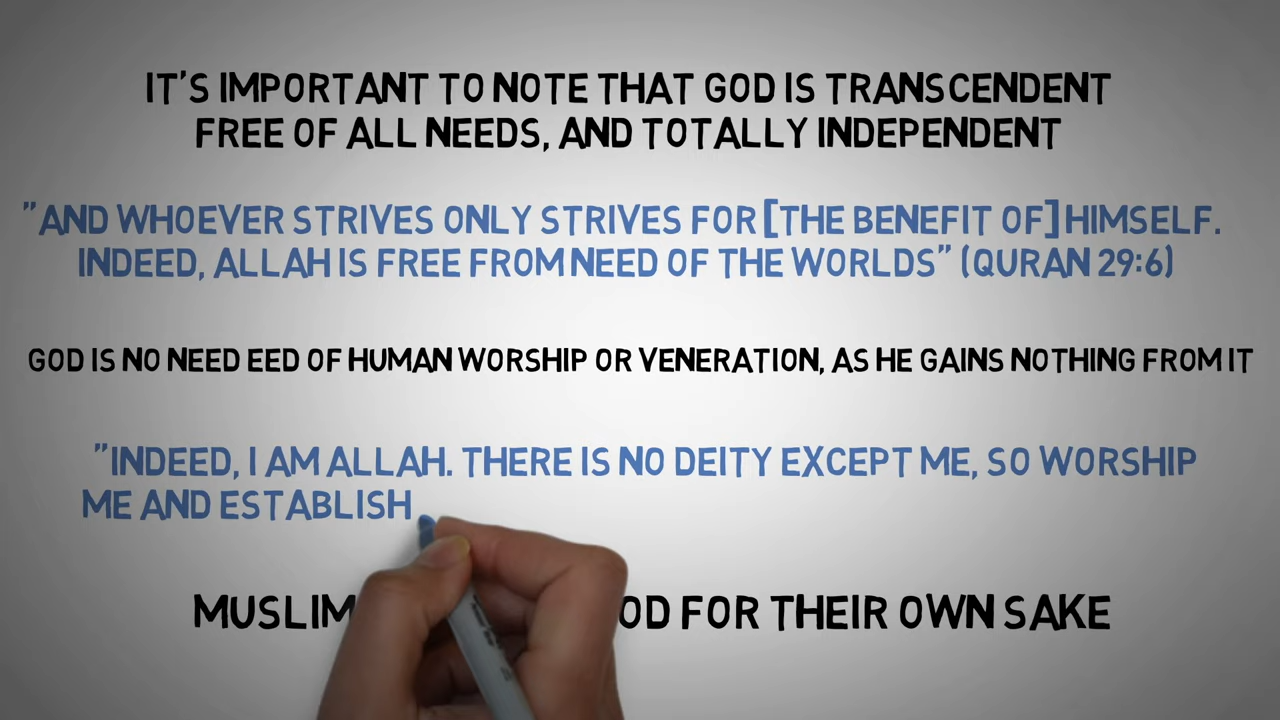 IT'S IMPORTANT TO NOTE THAT GOD IS TRANSCENDENT
FREE OF ALL NEEDS, AND TOTALLY INDEPENDENT
"AND WHOEVER STRIVES ONLY STRIVES FOR [THE BENEFIT OF] HIMSELF.
INDEED, ALLAH IS FREE FROM NEED OF THE WORLDS" (QURAN 29:6)
GOD IS NO NEED EED OF HUMAN WORSHIP OR VENERATION, AS HE GAINS NOTHING FROM IT
"INDEED, I AM ALLAH. THERE IS NO DEITY EXCEPT ME, SO WORSHIP
ME AND ESTABLISH
MUSLIM OD FOR THEIR OWN SAKE